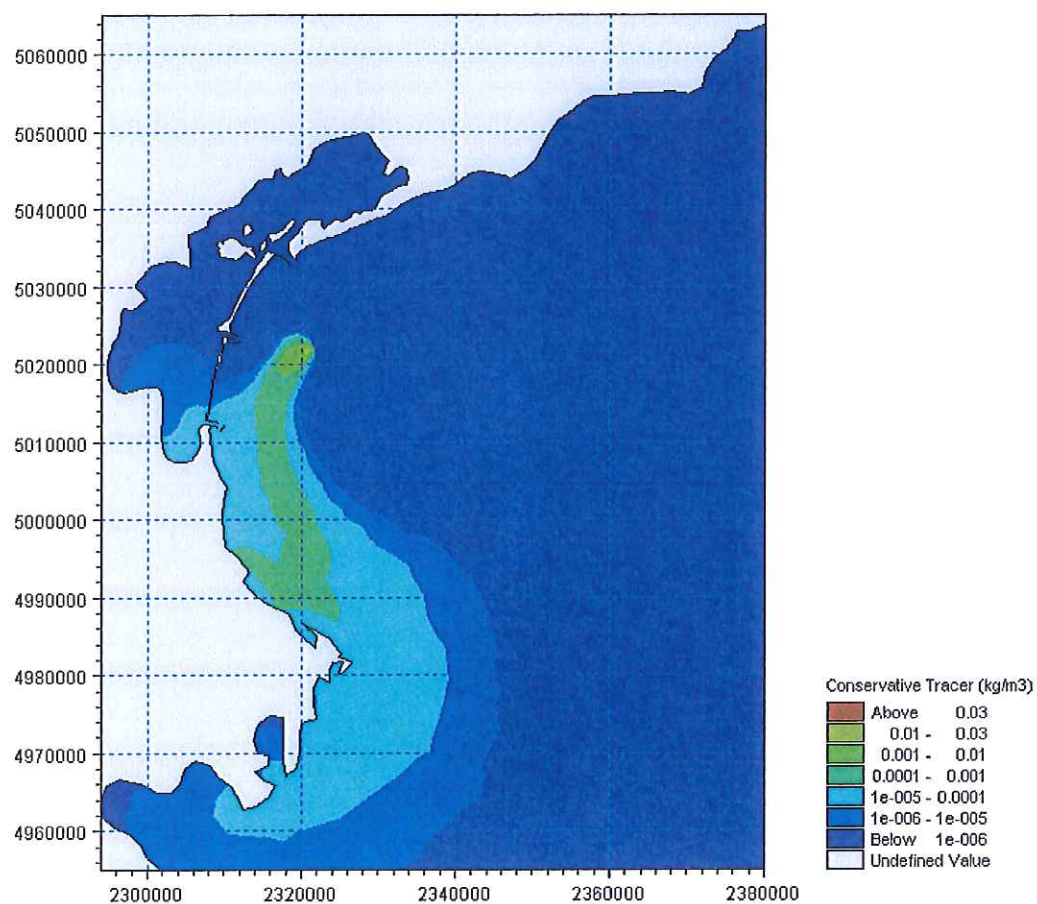 5060000
5050000
5040000
5030000
5020000
5010000
5000000
4990000
4980000
4970000
4960000
2300000 2320000 2340000 2360000 2380000
Conservative Tracer (kg/m3)
Above 0.03
0.01 - 0.03
0.001 - 0.01
0.0001 - 0.001
1e-005 - 0.0001
1e-006 - 1e-005
Below 1e-006
Undefined Value